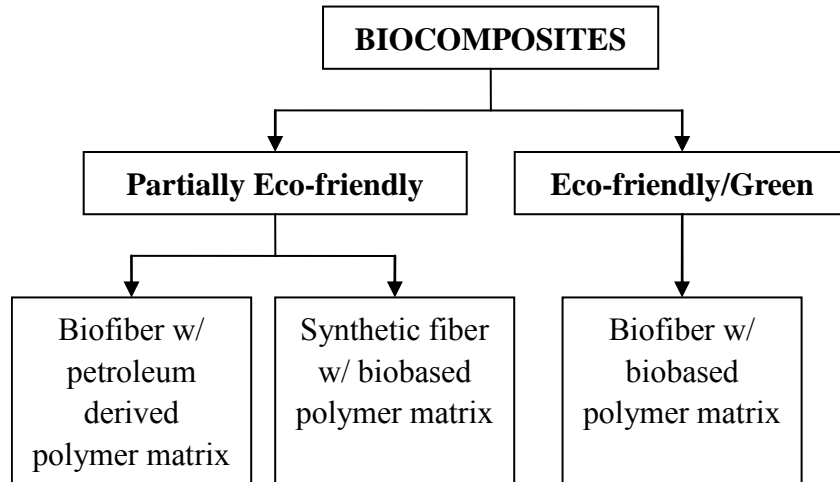 BIOCOMPOSITES
Partially Eco-friendly
Eco-friendly/Green
Biofiber w/
petroleum
derived
polymer matrix
Synthetic fiber
w/ biobased
polymer matrix
Biofiber w/
biobased
polymer matrix